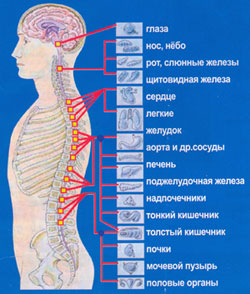 глаза
нос, нёбо
рот, слюнные железы
щитовидная железа
сердце
легкие
желудок
аорта и др.сосуды
печень
поджелудочная железа
надпочечники
тонкий кишечник
толстый кишечник
почки
мочевой пузырь
половые органы